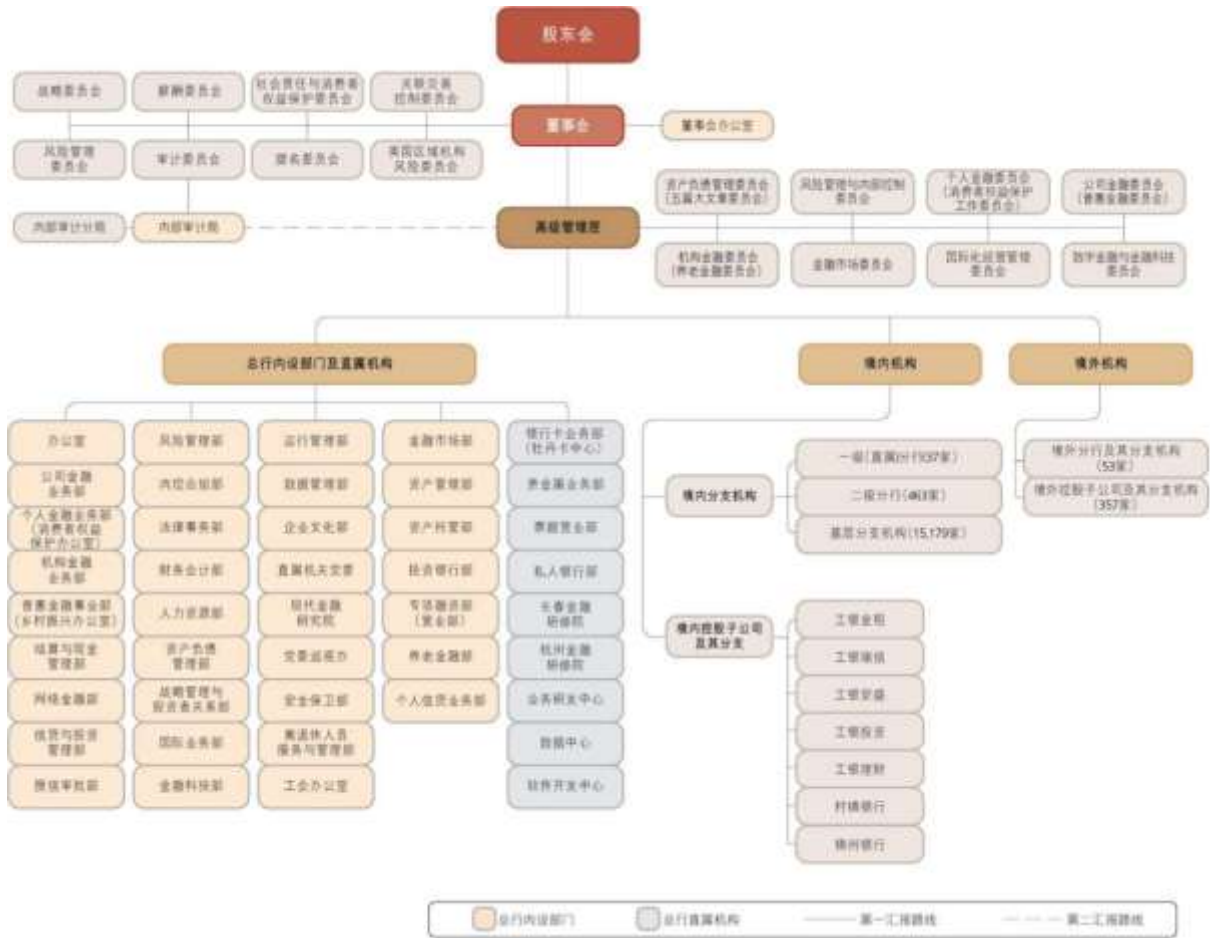 股东会
战略委员会
薪酬委员会
社会责任与消费者
权益保护委员会
关联交易
控制委员会
董事会
董事会办公室
风险管理
委员会
审计委员会
提名委员会
美国区域机构
风险委员会
资产负债管理委员会
(五篇大文章委员会)
风险管理与内部控制
委员会
个人金融委员会
(消费者权益保护
工作委员会)
公司金融委员会
(普惠金融委员会)
内部审计分局
内部审计局
高级管理层
机构金融委员会
(养老金融委员会)
金融市场委员会
国际化经营管理
委员会
数字金融与金融科技
委员会
总行内设部门及直属机构
境内机构
境外机构
办公室
风险管理部
运行管理部
金融市场部
银行卡业务部
(牡丹卡中心)
公司金融
业务部
内控合规部
数据管理部
资产管理部
贵金属业务部
个人金融业务部
(消费者权益
保护办公室)
法律事务部
企业文化部
资产托管部
票据营业部
机构金融
业务部
财务会计部
直属机关党委
投资银行部
私人银行部
普惠金融事业部
(乡村振兴办公室)
人力资源部
现代金融
研究院
专项融资部
(营业部)
长春金融
研修院
结算与现金
管理部
资产负债
管理部
党委巡视办
养老金融部
杭州金融
研修院
网络金融部
战略管理与
投资者关系部
安全保卫部
个人信贷业务部
业务研发中心
信贷与投资
管理部
国际业务部
离退休人员
服务与管理部
数据中心
授信审批部
金融科技部
工会办公室
软件开发中心
境内分支机构
一级(直属)分行(37家)
二级分行(463家)
基层分支机构(15,179家)
境外分行及其分支机构
(53家)
境外控股子公司及其分支机构
(357家)
境内控股子公司
及其分支
工银金租
工银瑞信
工银安盛
工银投资
工银理财
村镇银行
锦州银行
总行内设部门
总行直属机构
第一汇报路线
第二汇报路线